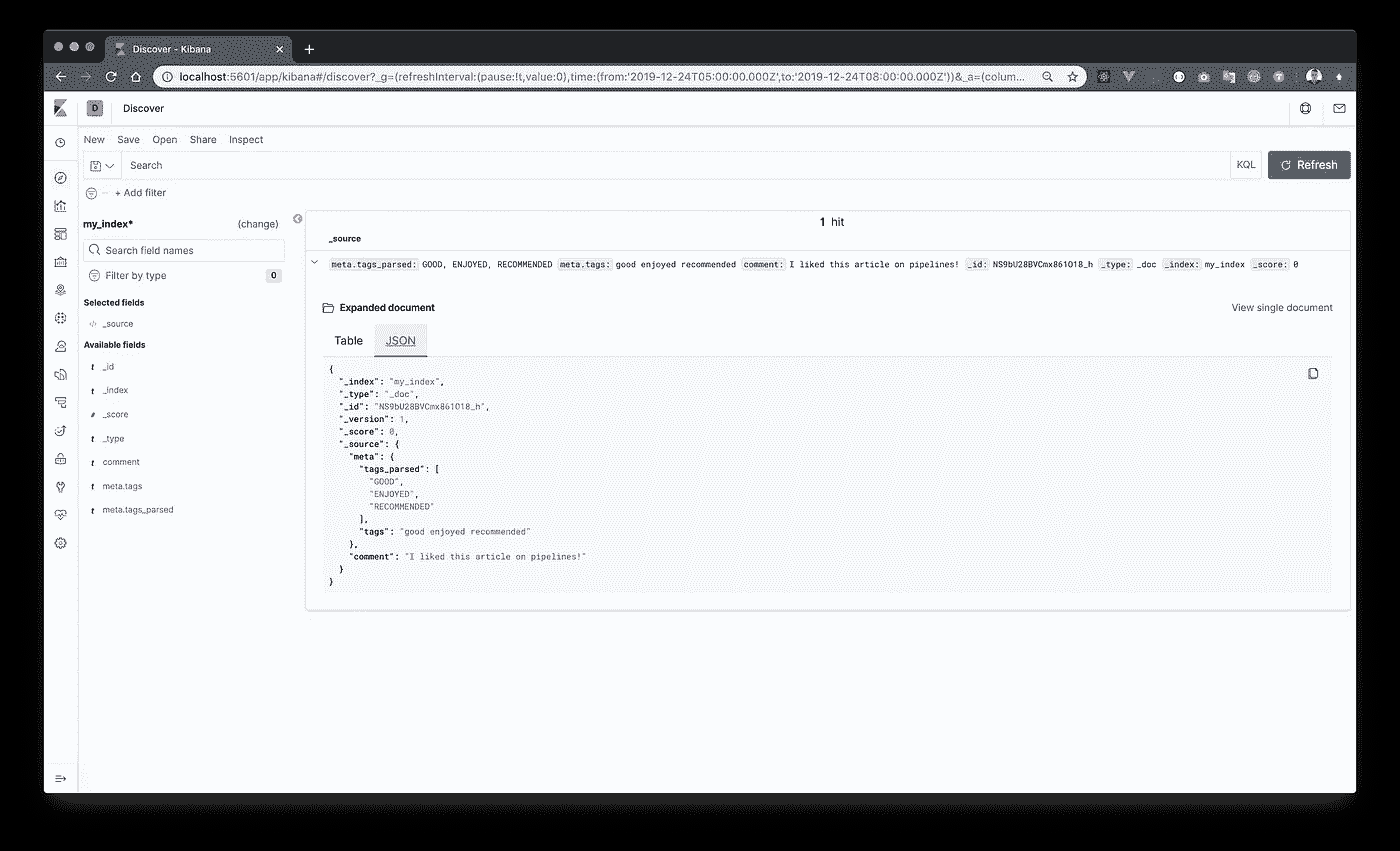 Discover - Kibana
localhost:5601/app/kibana#/discover?_g=(refreshInterval:(pause:!t,value:0),time:(from:'2019-12-24T05:00:00.000Z',to:'2019-12-24T08:00:00.000Z'))&_a=(colum...
D Discover
New Save Open Share Inspect
Search KQL Refresh
+ Add filter
my_index* (change)
Search field names
Filter by type 0
Selected fields
_source
Available fields
t _id
t _index
# _score
t _type
t comment
t meta.tags
t meta.tags_parsed
1 hit
_source
meta.tags_parsed: GOOD, ENJOYED, RECOMMENDED meta.tags: good enjoyed recommended comment: I liked this article on pipelines! _id: NS9bU28BVCmx861O18_h _type: _doc _index: my_index _score: 0
Expanded document View single document
Table JSON
{
"_index": "my_index",
"_type": "_doc",
"_id": "NS9bU28BVCmx861O18_h",
"_version": 1,
"_score": 0,
"_source": {
"meta": {
"tags_parsed": [
"GOOD",
"ENJOYED",
"RECOMMENDED"
],
"tags": "good enjoyed recommended"
},
"comment": "I liked this article on pipelines!"
}
}